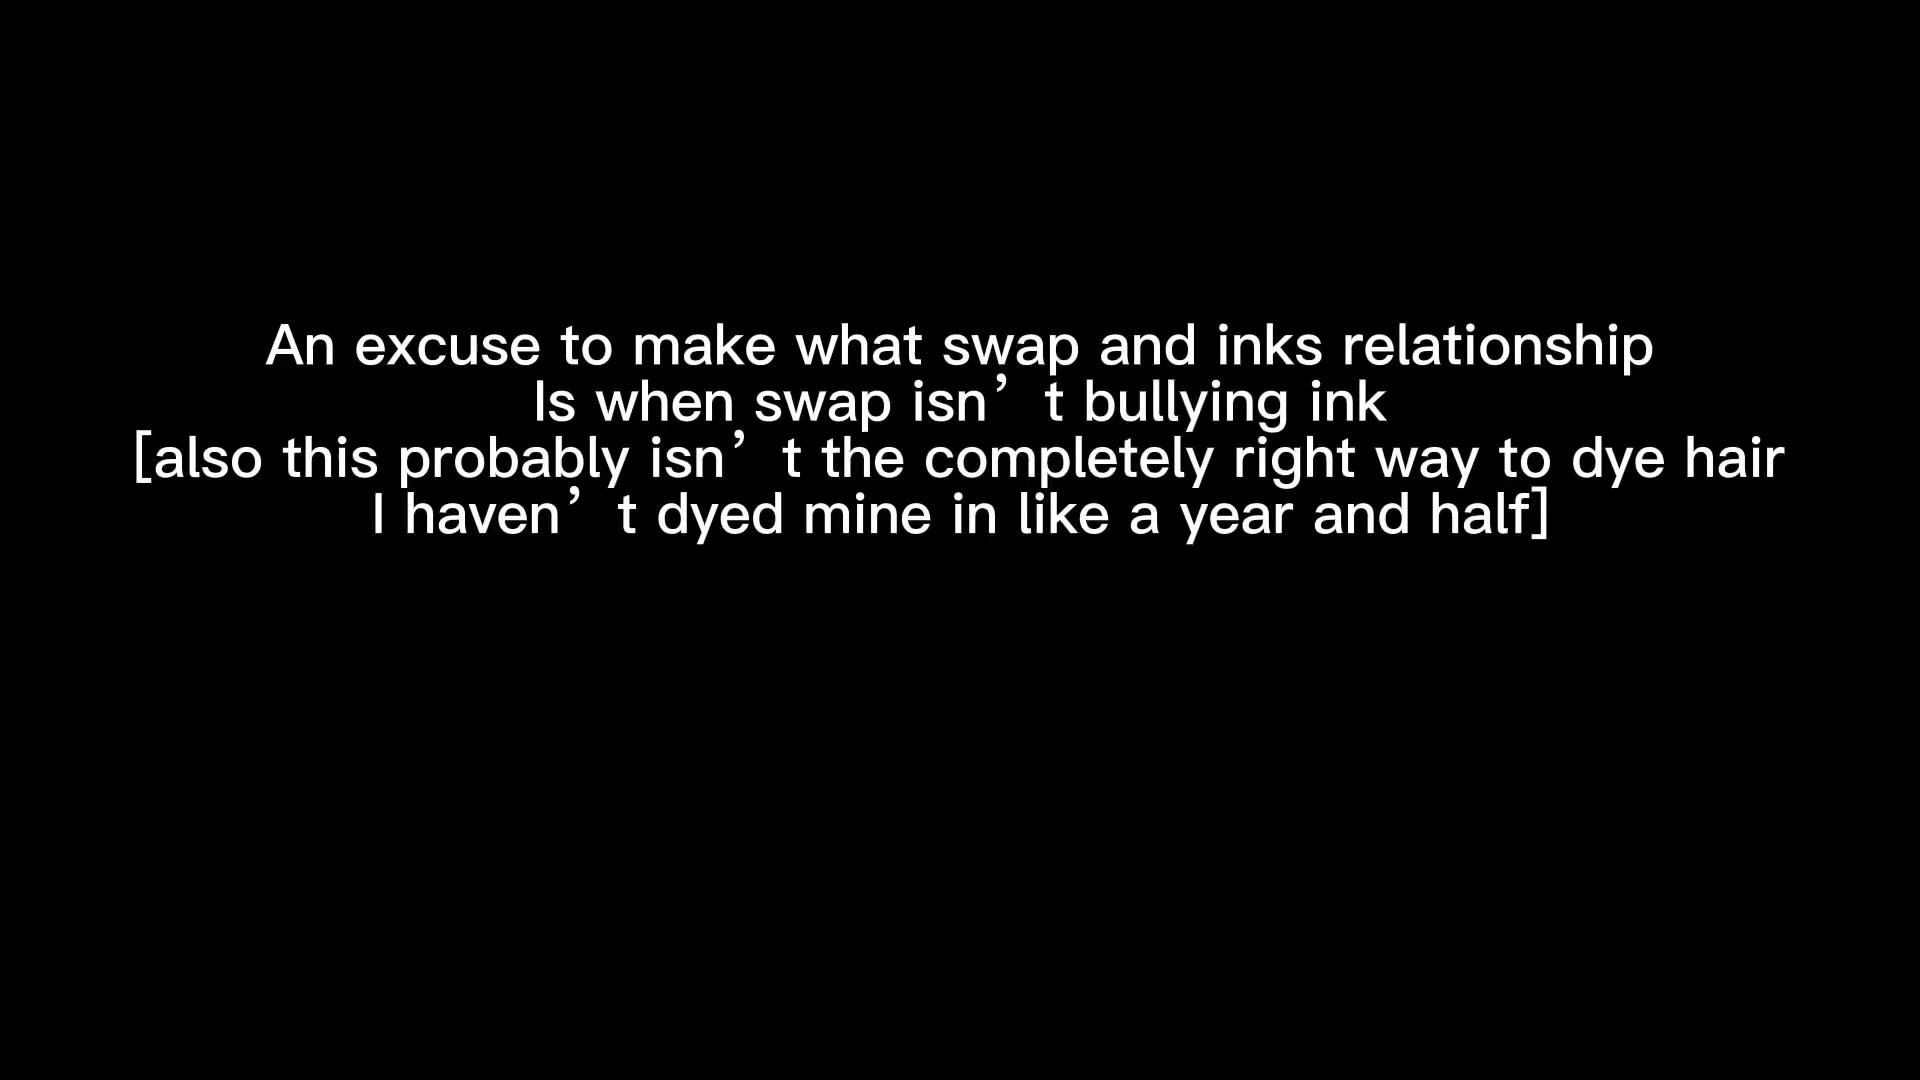 An excuse to make what swap and inks relationship
Is when swap isn’t bullying ink
[also this probably isn’t the completely right way to dye hair
I haven’t dyed mine in like a year and half]